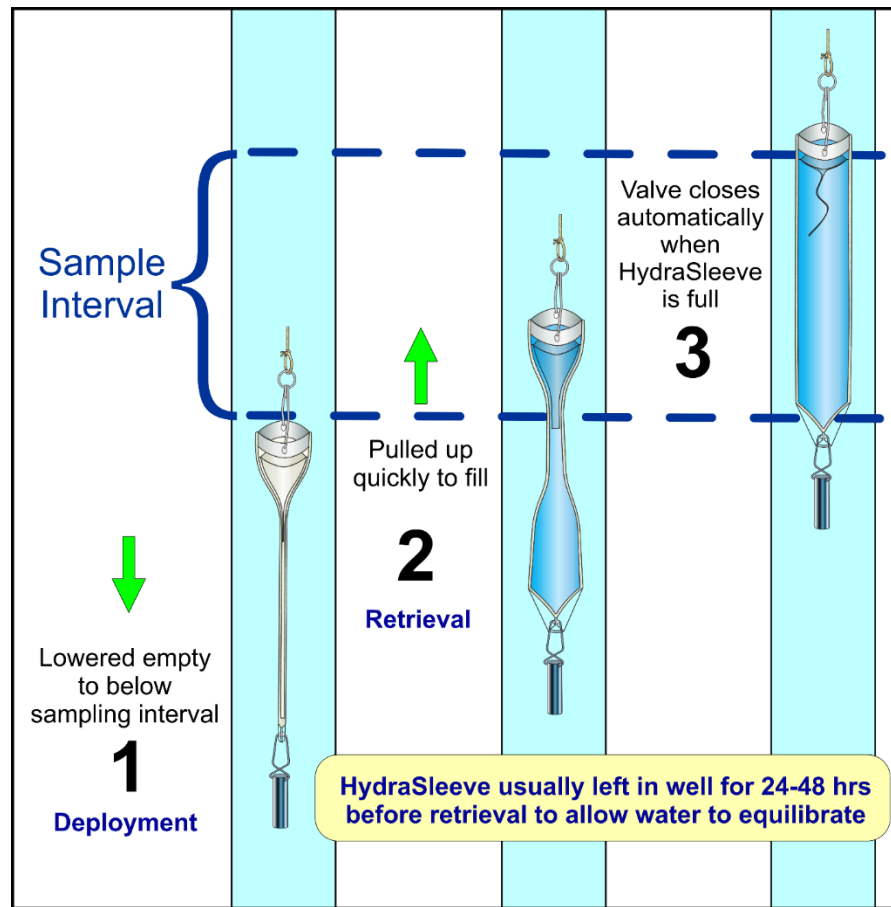 Sample
Interval
Lowered empty
to below
sampling interval
1
Deployment
Pulled up
quickly to fill
2
Retrieval
Valve closes
automatically
when
HydraSleeve
is full
3
HydraSleeve usually left in well for 24-48 hrs
before retrieval to allow water to equilibrate